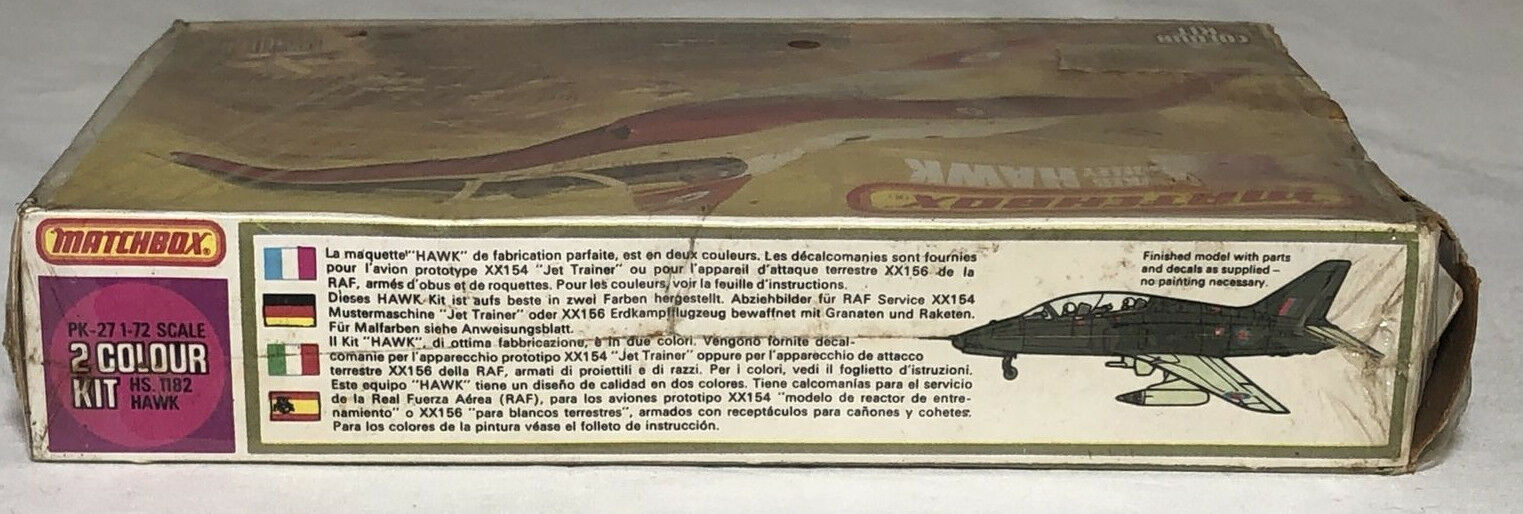 COLOUR
KIT
HAWK
MATCHBOX
MATCHBOX®
PK-27 1-72 SCALE
2 COLOUR
KIT HS. 1182
HAWK
La maquette "HAWK" de fabrication parfaite, est en deux couleurs. Les décalcomanies sont fournies
pour l'avion prototype XX154 "Jet Trainer" ou pour l'appareil d'attaque terrestre XX156 de la
RAF, armés d'obus et de roquettes. Pour les couleurs, voir la feuille d'instructions.
Dieses HAWK Kit ist aufs beste in zwei Farben hergestellt. Abziehbilder für RAF Service XX154
Mustermaschine "Jet Trainer" oder XX156 Erdkampfflugzeug bewaffnet mit Granaten und Raketen.
Für Malfarben siehe Anweisungsblatt.
Il Kit "HAWK", di ottima fabbricazione, è in due colori. Vengono fornite decal-
comanie per l'apparecchio prototipo XX154 "Jet Trainer" oppure per l'apparecchio de attacco
terrestre XX156 della RAF, armati di proiettili e di razzi. Per i colori, vedi il foglietto d'istruzioni.
Este equipo "HAWK" tiene un diseño de calidad en dos colores. Tiene calcomanías para el servicio
de la Real Fuerza Aérea (RAF), para los aviones prototipo XX154 "modelo de reactor de entre-
namiento" o XX156 "para blancos terrestres", armados con receptáculos para cañones y cohetes.
Para los colores de la pintura véase el folleto de instrucción.
Finished model with parts
and decals as supplied –
no painting necessary.